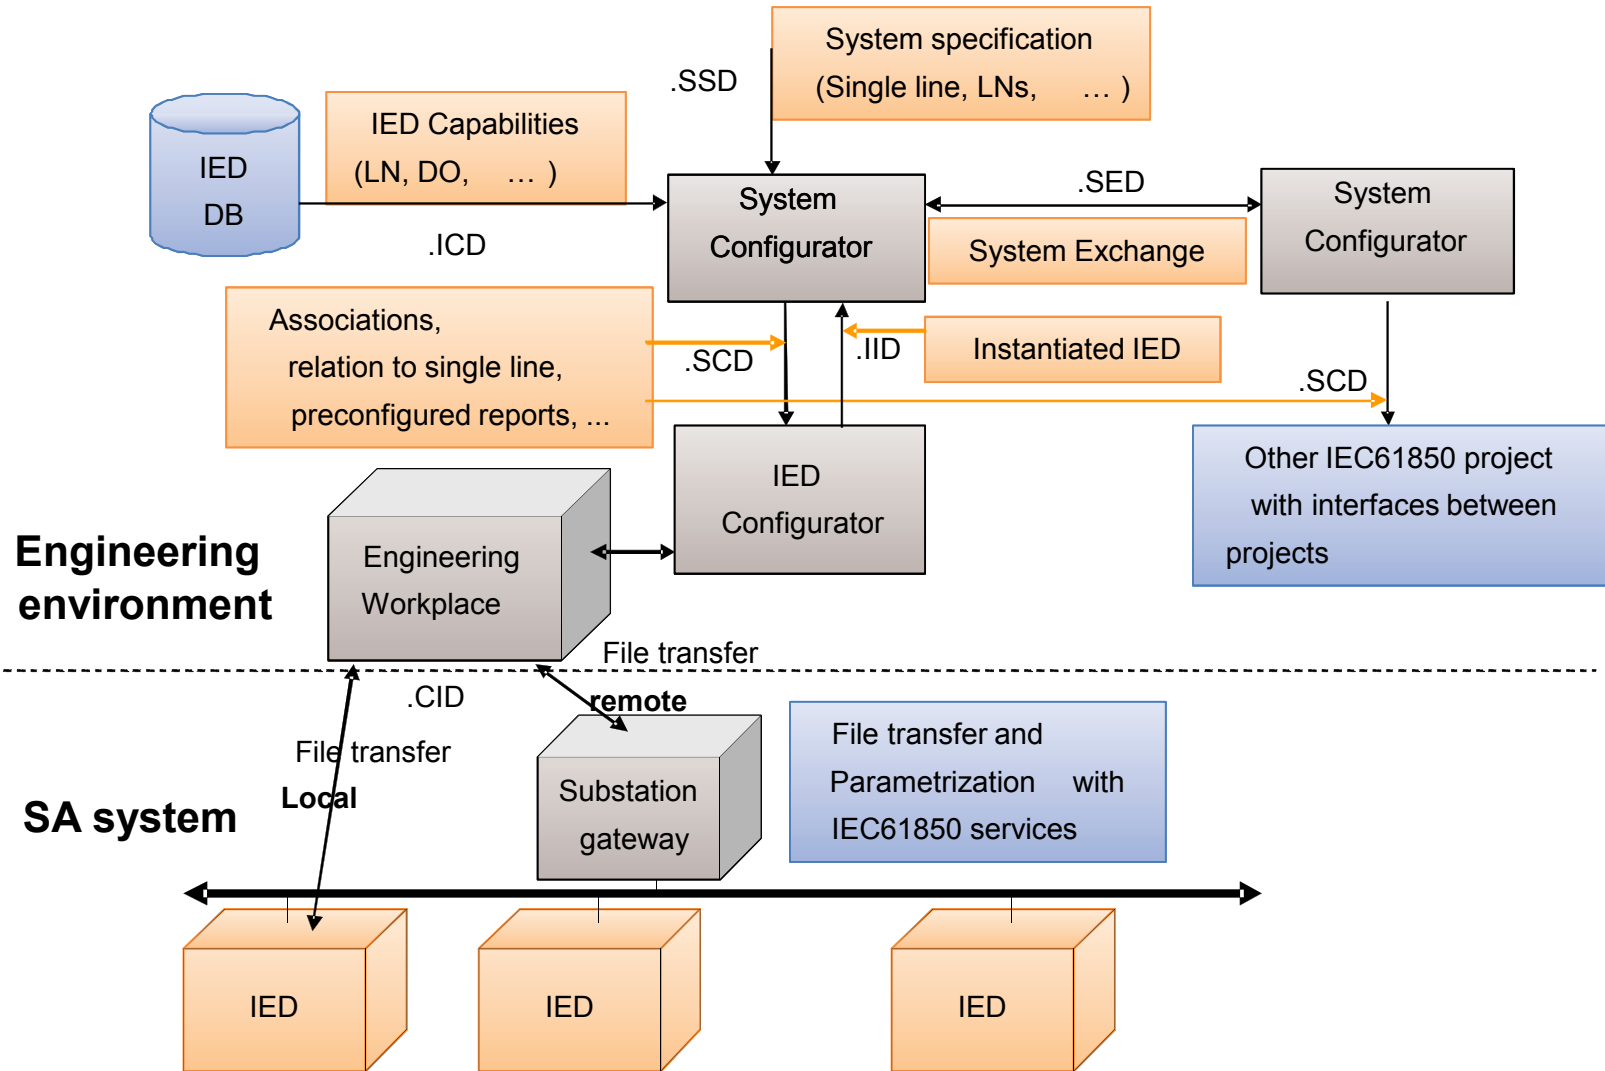 System specification
(Single line, LNs, … )
.SSD
IED Capabilities
(LN, DO, … )
IED
DB
.ICD
System
Configurator
.SED
System Exchange
System
Configurator
Associations,
relation to single line,
preconfigured reports, ...
.SCD
.IID
Instantiated IED
.SCD
IED
Configurator
Other IEC61850 project
with interfaces between
projects
Engineering
environment
Engineering
Workplace
File transfer
remote
.CID
File transfer
Local
SA system
Substation
gateway
File transfer and
Parametrization with
IEC61850 services
IED
IED
IED